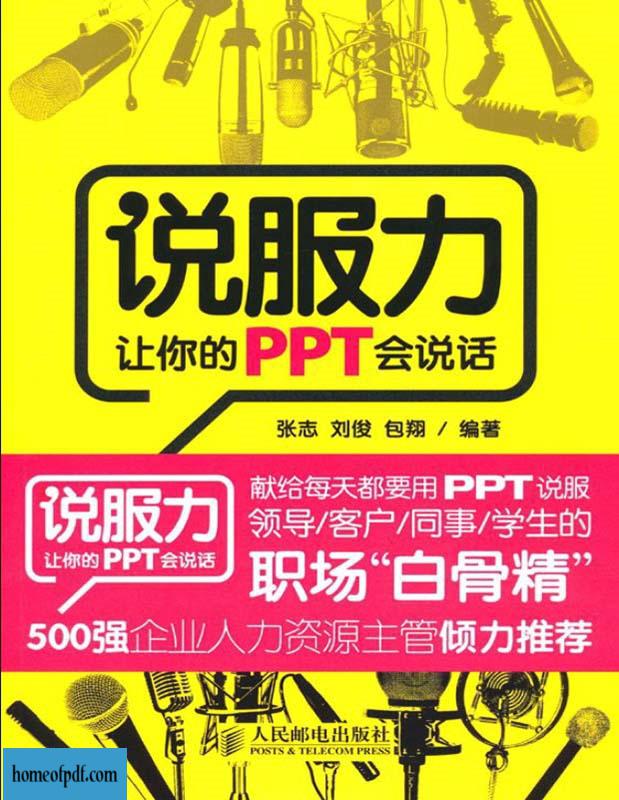 说服力
让你的PPT会说话
张志 刘俊 包翔 / 编著
说服力
让你的PPT会说话
献给每天都要用PPT说服
领导/客户/同事/学生的
职场“白骨精”
500强企业人力资源主管倾力推荐
人民邮电出版社
POSTS & TELECOM PRESS
homeofpdf.com